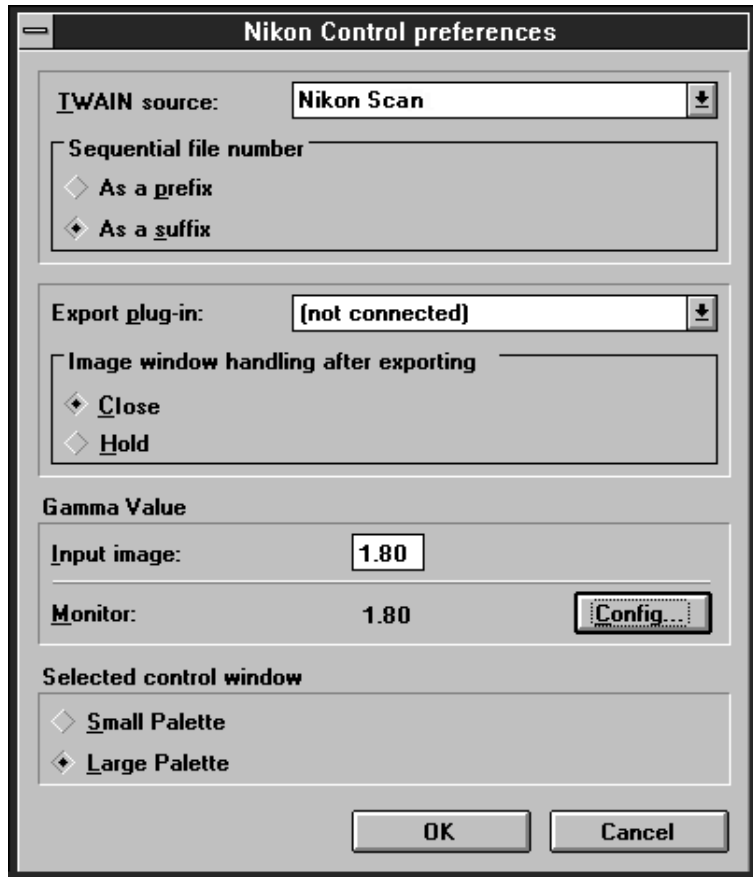 Nikon Control preferences
TWAIN source: Nikon Scan
Sequential file number
As a prefix
As a suffix
Export plug-in: (not connected)
Image window handling after exporting
Close
Hold
Gamma Value
Input image: 1.80
Monitor: 1.80 Config...
Selected control window
Small Palette
Large Palette
OK Cancel